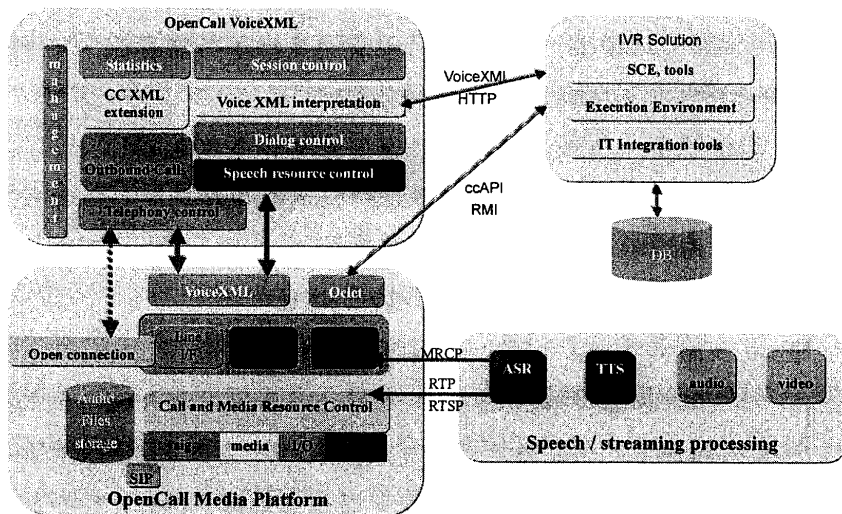 OpenCall VoiceXML
management
Statistics
Session control
CC XML
extension
Voice XML interpretation
Dialog control
Outbound Call
Speech resource control
Telephony control
VoiceXML
HTTP
ccAPI
RMI
IVR Solution
SCE, tools
Execution Environment
IT Integration tools
DB
VoiceXML
Oclet
Open connection
Line
I/F
MRCP
RTP
RTSP
Audio
Files
storage
Call and Media Resource Control
media
I/O
SIP
OpenCall Media Platform
ASR
TTS
audio
video
Speech / streaming processing